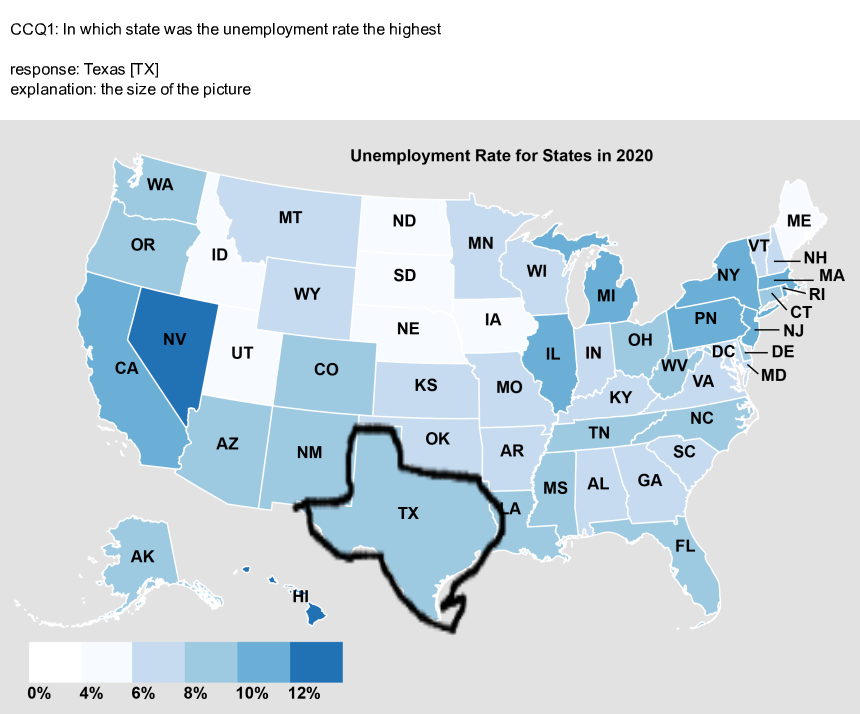 CCQ1: In which state was the unemployment rate the highest
response: Texas [TX]
explanation: the size of the picture
Unemployment Rate for States in 2020
WA
MT
ND
ME
OR
ID
MN
VT
NH
SD
WI
NY
MA
WY
MI
RI
CT
NE
IA
PN
NJ
NV
UT
IL
IN
OH
DC
DE
CA
CO
WV
MD
KS
MO
VA
KY
AZ
NM
OK
TN
NC
AR
SC
MS
AL
GA
TX
LA
FL
AK
HI
0% 4% 6% 8% 10% 12%